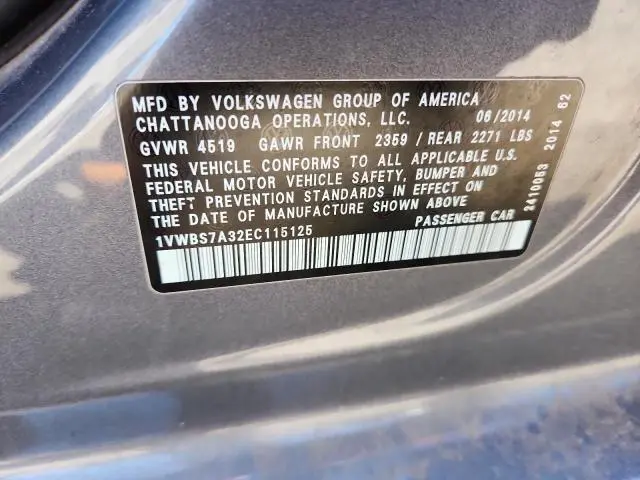 MFD BY VOLKSWAGEN GROUP OF AMERICA
CHATTANOOGA OPERATIONS, LLC. 06/2014
GVWR 4519 GAWR FRONT 2359 / REAR 2271 LBS
THIS VEHICLE CONFORMS TO ALL APPLICABLE U.S.
FEDERAL MOTOR VEHICLE SAFETY, BUMPER AND
THEFT PREVENTION STANDARDS IN EFFECT ON
THE DATE OF MANUFACTURE SHOWN ABOVE
1VWBS7A32EC115125 PASSENGER CAR
2410053 2014 62